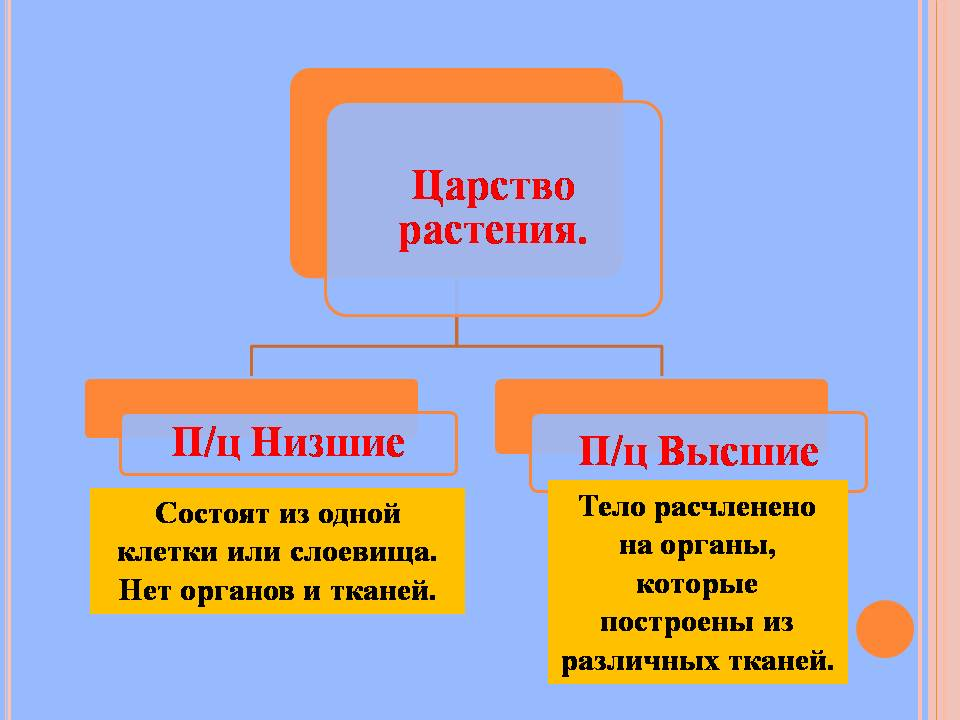 Царство
растения.
П/ц Низшие
Состоят из одной
клетки или слоевища.
Нет органов и тканей.
П/ц Высшие
Тело расчленено
на органы,
которые
построены из
различных тканей.